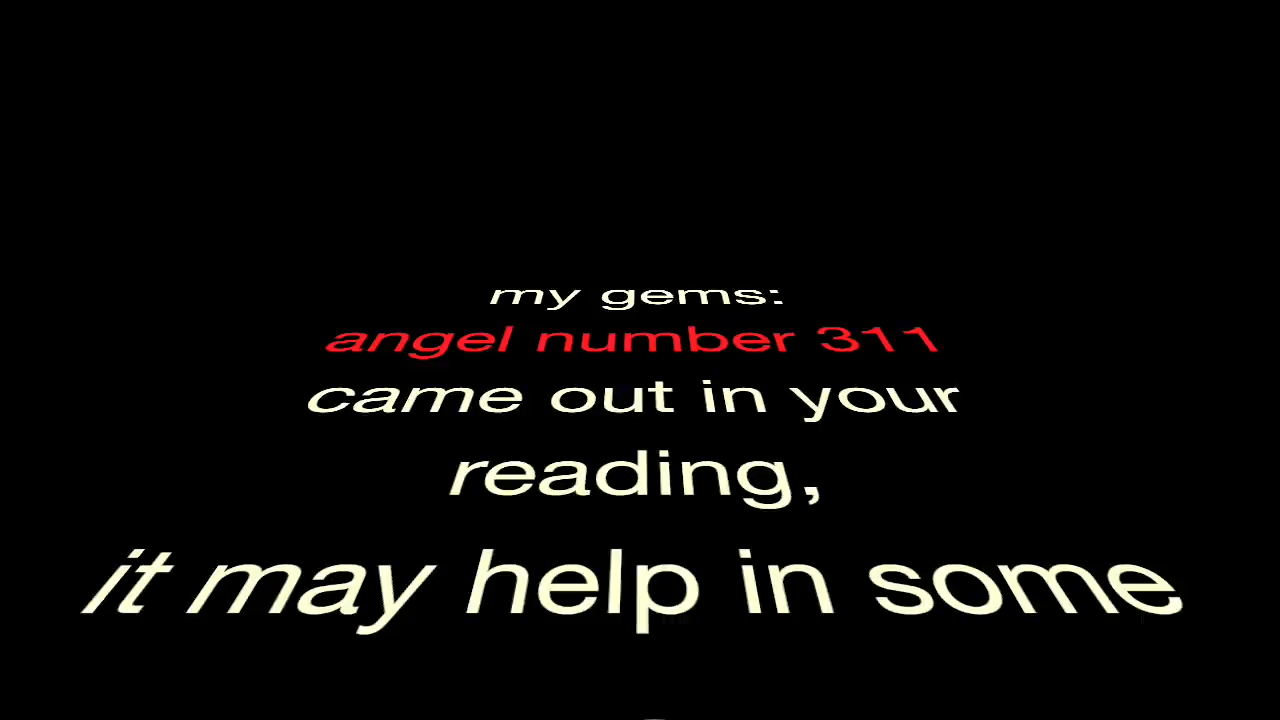 my gems:
angel number 311
came out in your
reading,
it may help in some